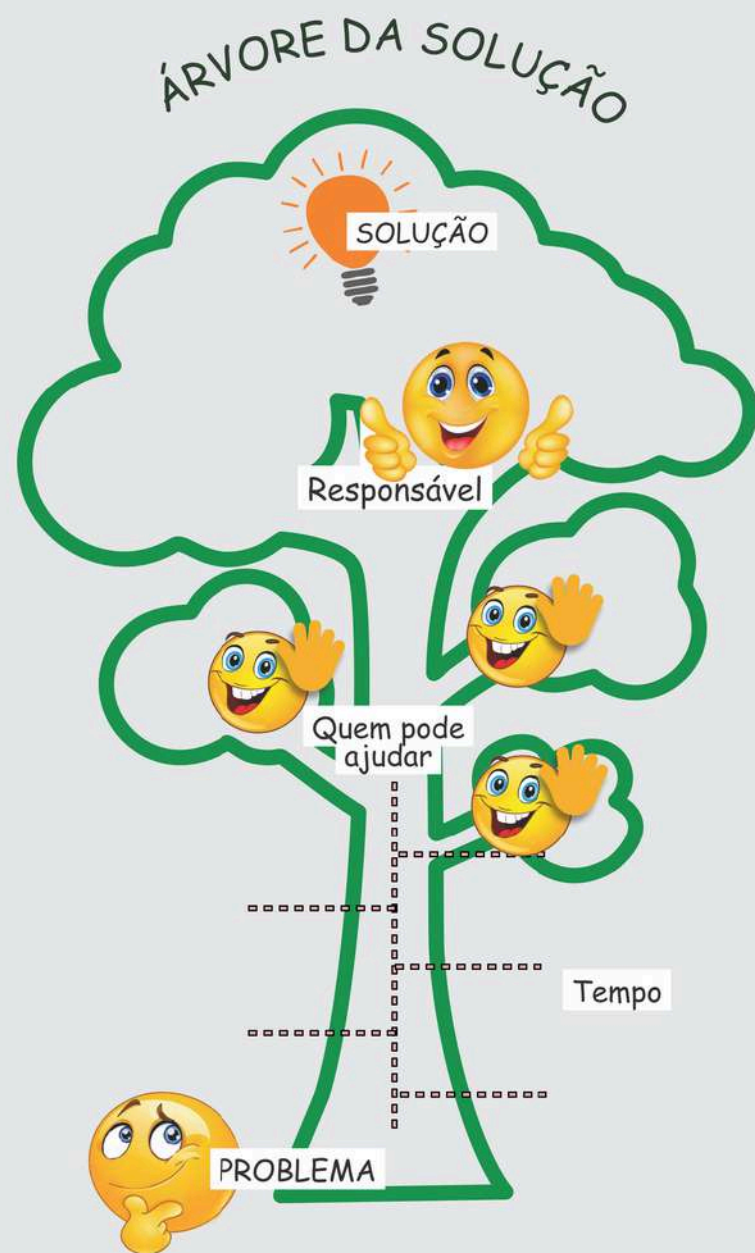 ÁRVORE DA SOLUÇÃO
SOLUÇÃO
Responsável
Quem pode
ajudar
Tempo
PROBLEMA